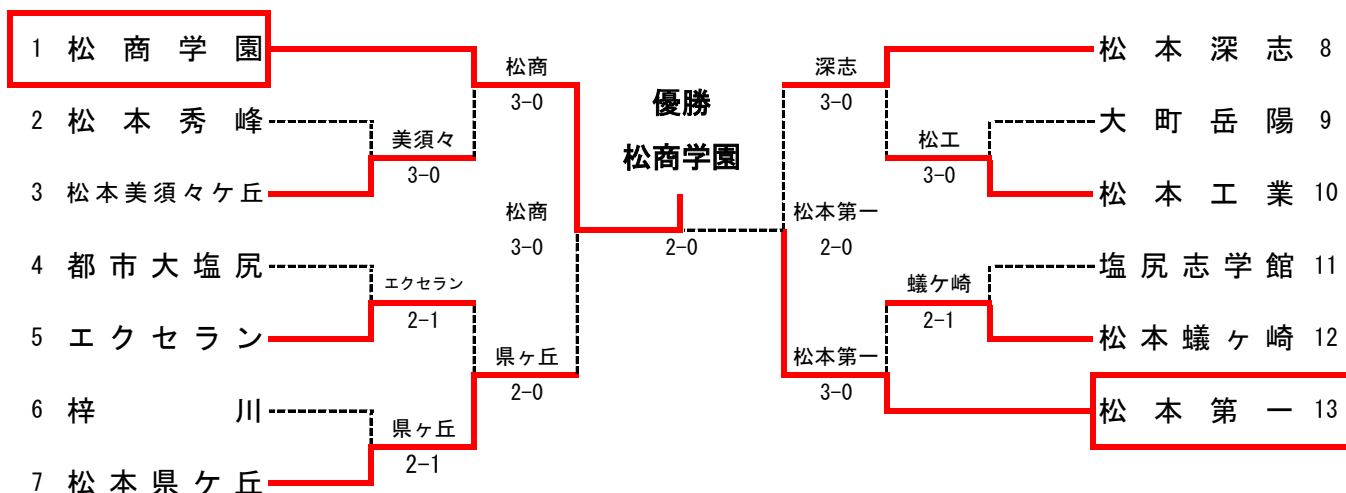 1 松商学園
2 松本秀峰
3 松本美須々ケ丘
4 都市大塩尻
5 エクセラン
6 梓川
7 松本県ケ丘
美須々
3-0
エクセラン
2-1
県ヶ丘
2-1
松商
3-0
県ヶ丘
2-0
松商
3-0
優勝
松商学園
2-0
深志
3-0
松本第一
2-0
松本第一
3-0
松工
3-0
蟻ケ崎
2-1
松本深志 8
大町岳陽 9
松本工業 10
塩尻志学館 11
松本蟻ヶ崎 12
松本第一 13